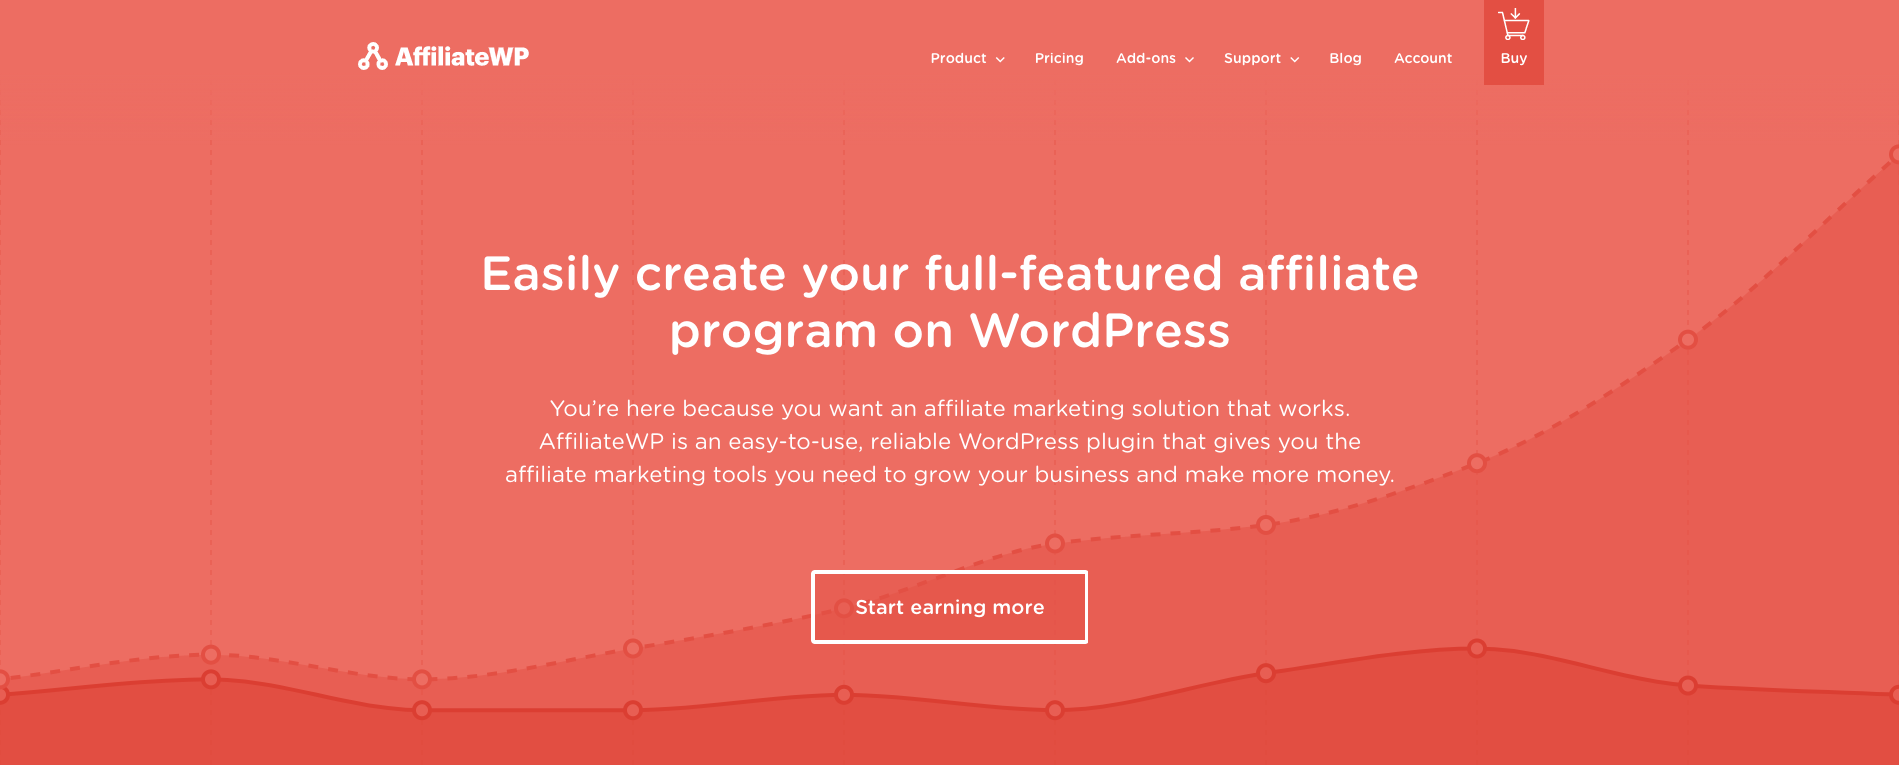 AffiliateWP
Product
Pricing
Add-ons
Support
Blog
Account
Buy
Easily create your full-featured affiliate
program on WordPress
You’re here because you want an affiliate marketing solution that works.
AffiliateWP is an easy-to-use, reliable WordPress plugin that gives you the
affiliate marketing tools you need to grow your business and make more money.
Start earning more